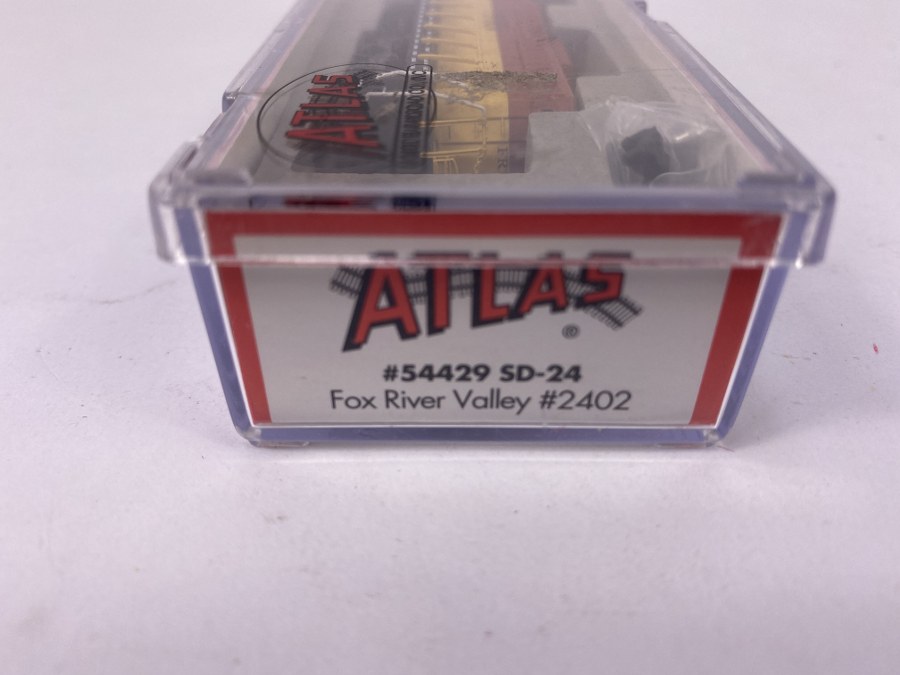 ATLAS
ATLAS
®
#54429 SD-24
Fox River Valley #2402